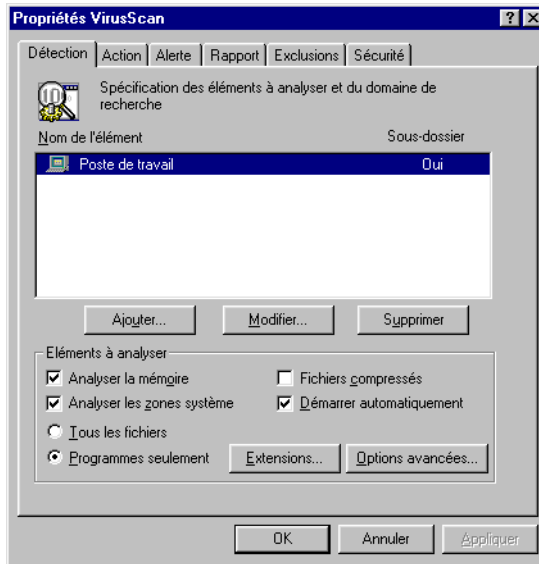 Propriétés VirusScan
Détection Action Alerte Rapport Exclusions Sécurité
Spécification des éléments à analyser et du domaine de
recherche
Nom de l'élément Sous-dossier
Poste de travail Oui
Ajouter... Modifier... Supprimer
Eléments à analyser
Analyser la mémoire Fichiers compressés
Analyser les zones système Démarrer automatiquement
Tous les fichiers
Programmes seulement Extensions... Options avancées...
OK Annuler Appliquer